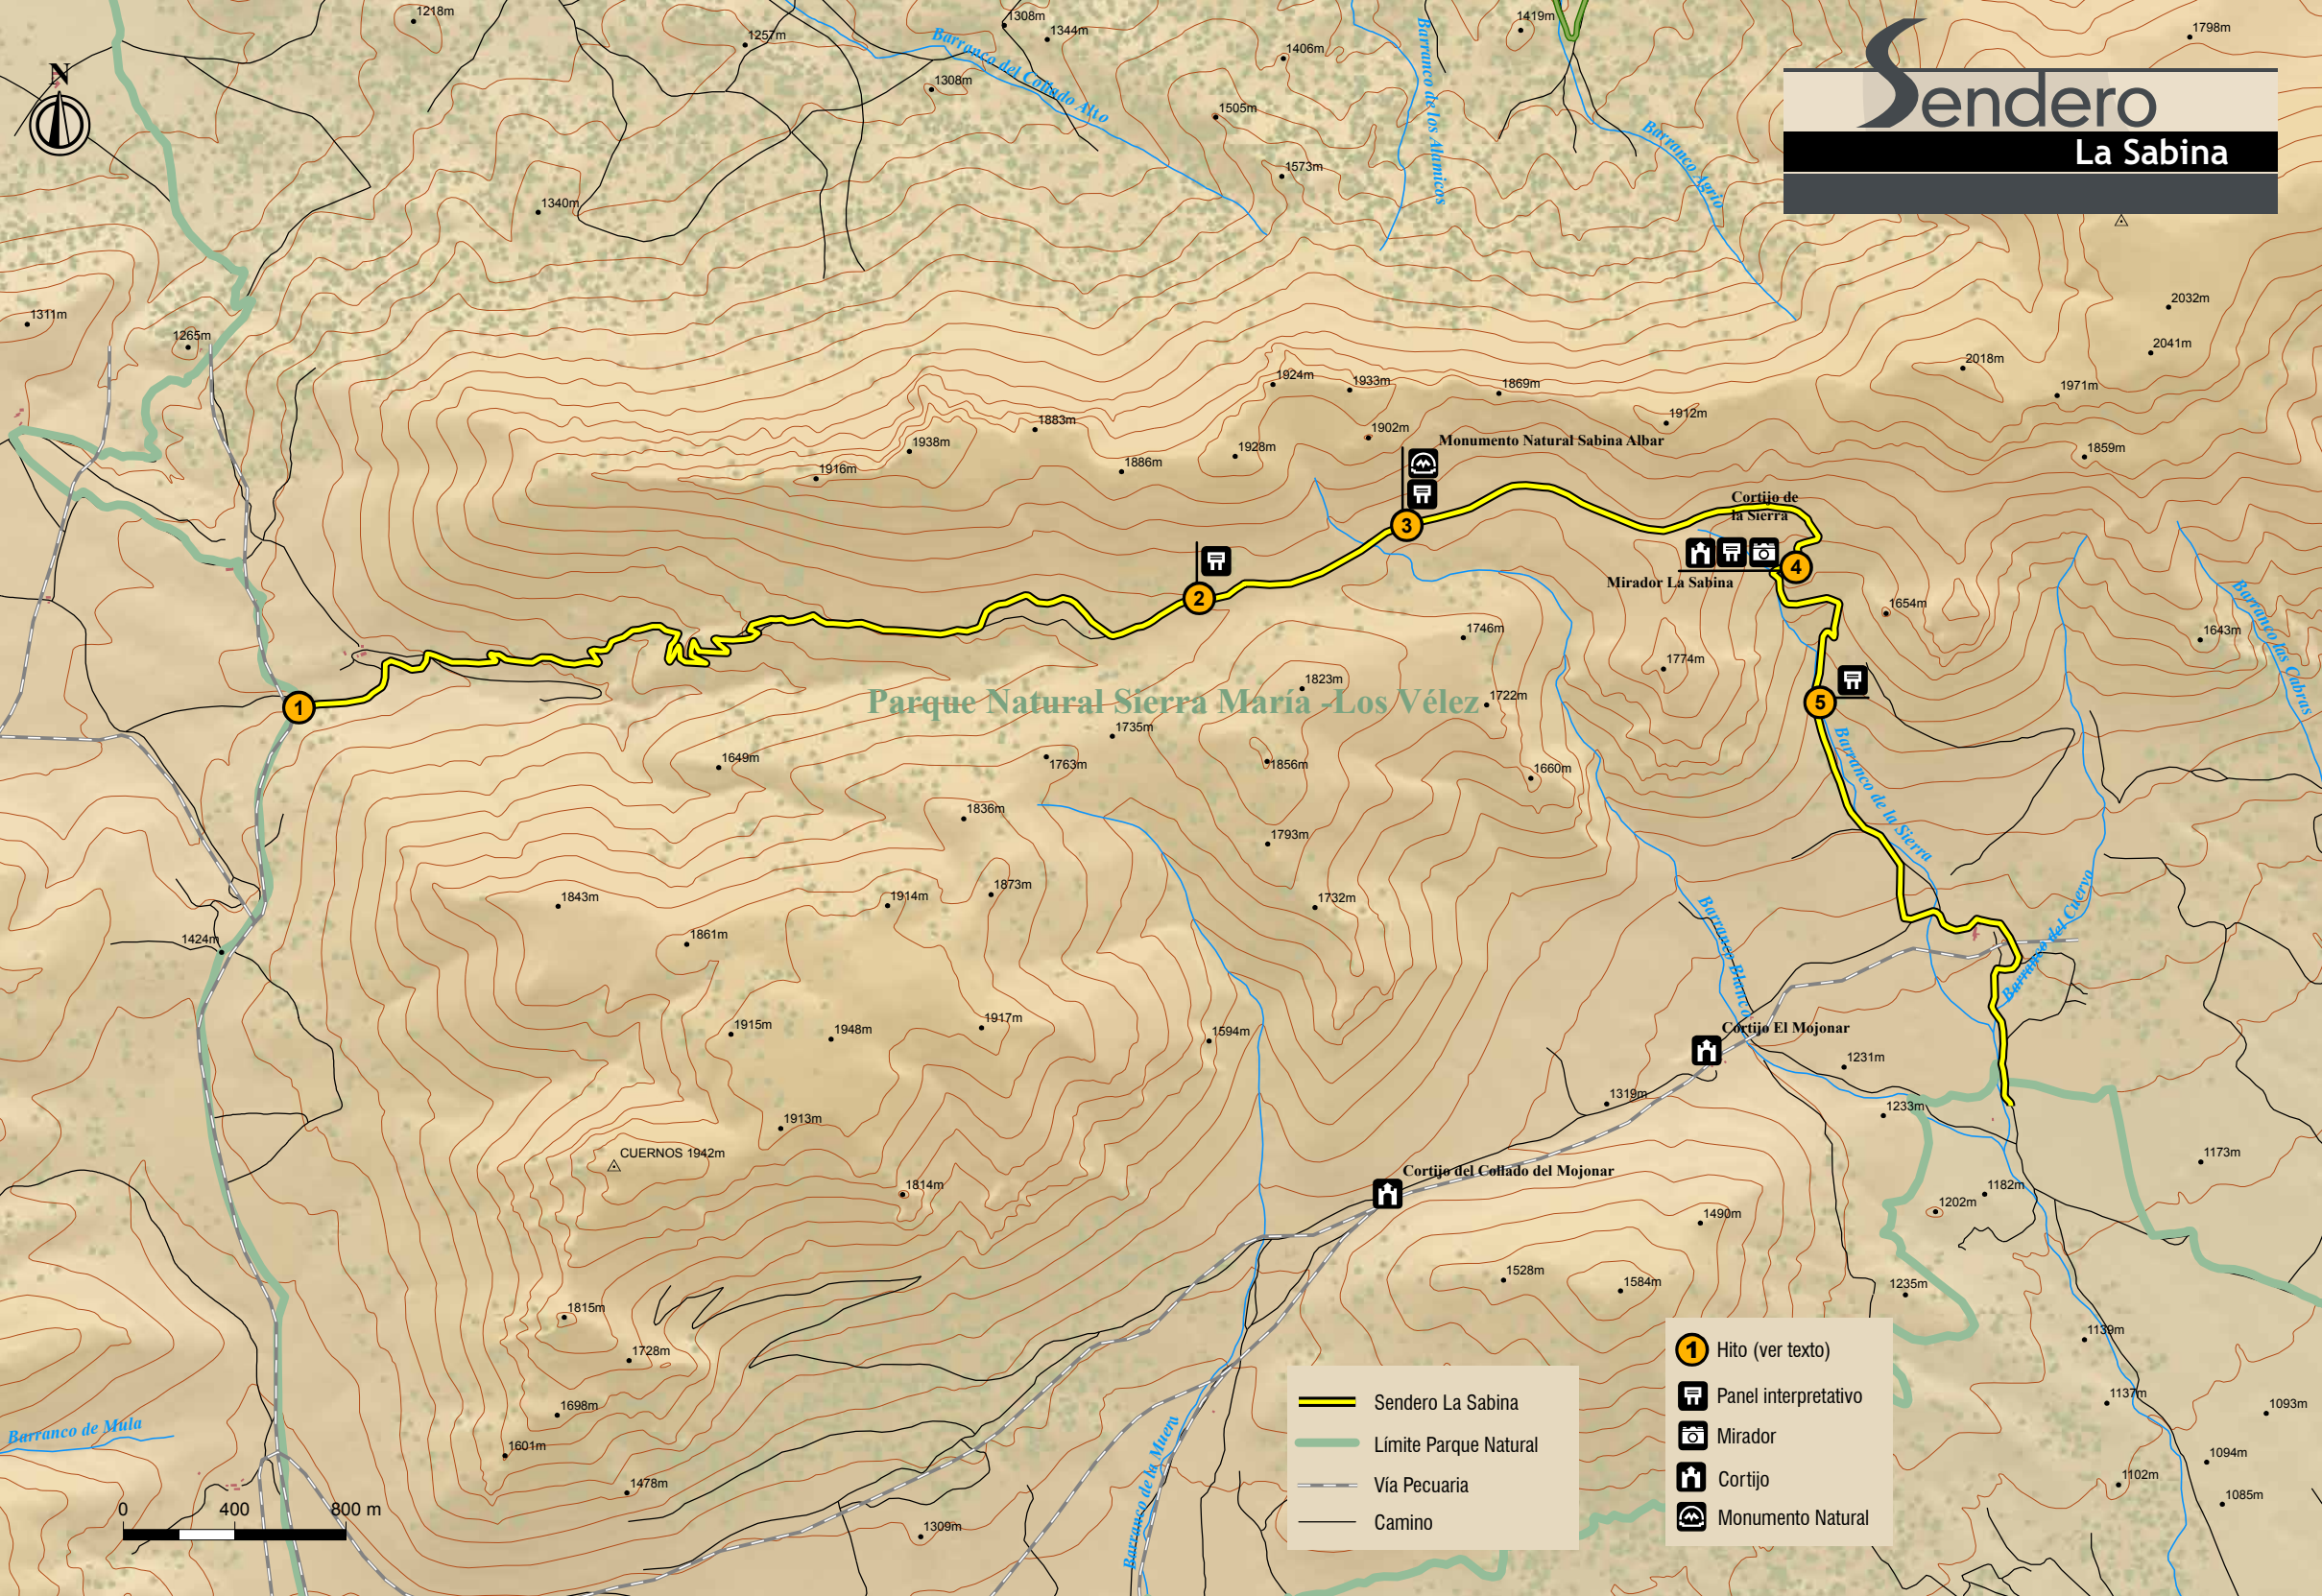 Sendero
La Sabina
N
1218m
1257m
1308m
1344m
1308m
1406m
1419m
1798m
Barranco del Collado Alto
Barranco de los Alamicos
Barranco Agrio
1505m
1573m
1340m
1311m
1265m
2032m
2041m
2018m
1971m
1924m
1933m
1869m
1912m
1883m
1902m
1938m
1928m
1886m
1916m
1859m
Monumento Natural Sabina Albar
Cortijo de
la Sierra
Mirador La Sabina
3
4
2
5
1
1654m
1643m
Barranco las Cabras
1746m
1774m
1823m
1722m
Parque Natural Sierra María -Los Vélez
1735m
1763m
1649m
1856m
1660m
1836m
1793m
Barranco de la Sierra
1843m
1914m
1873m
1732m
1861m
1424m
Barranco Blanco
Barranco del Cuervo
1915m
1948m
1917m
1594m
Cortijo El Mojonar
1231m
1319m
1233m
1913m
CUERNOS 1942m
1814m
Cortijo del Collado del Mojonar
1173m
1182m
1202m
1490m
1528m
1584m
1235m
1815m
1728m
1139m
1137m
1093m
1698m
1601m
1478m
1094m
1102m
1085m
1309m
Barranco de Mula
Barranco de la Muera
0 400 800 m
Sendero La Sabina
Límite Parque Natural
Vía Pecuaria
Camino
1 Hito (ver texto)
Panel interpretativo
Mirador
Cortijo
Monumento Natural